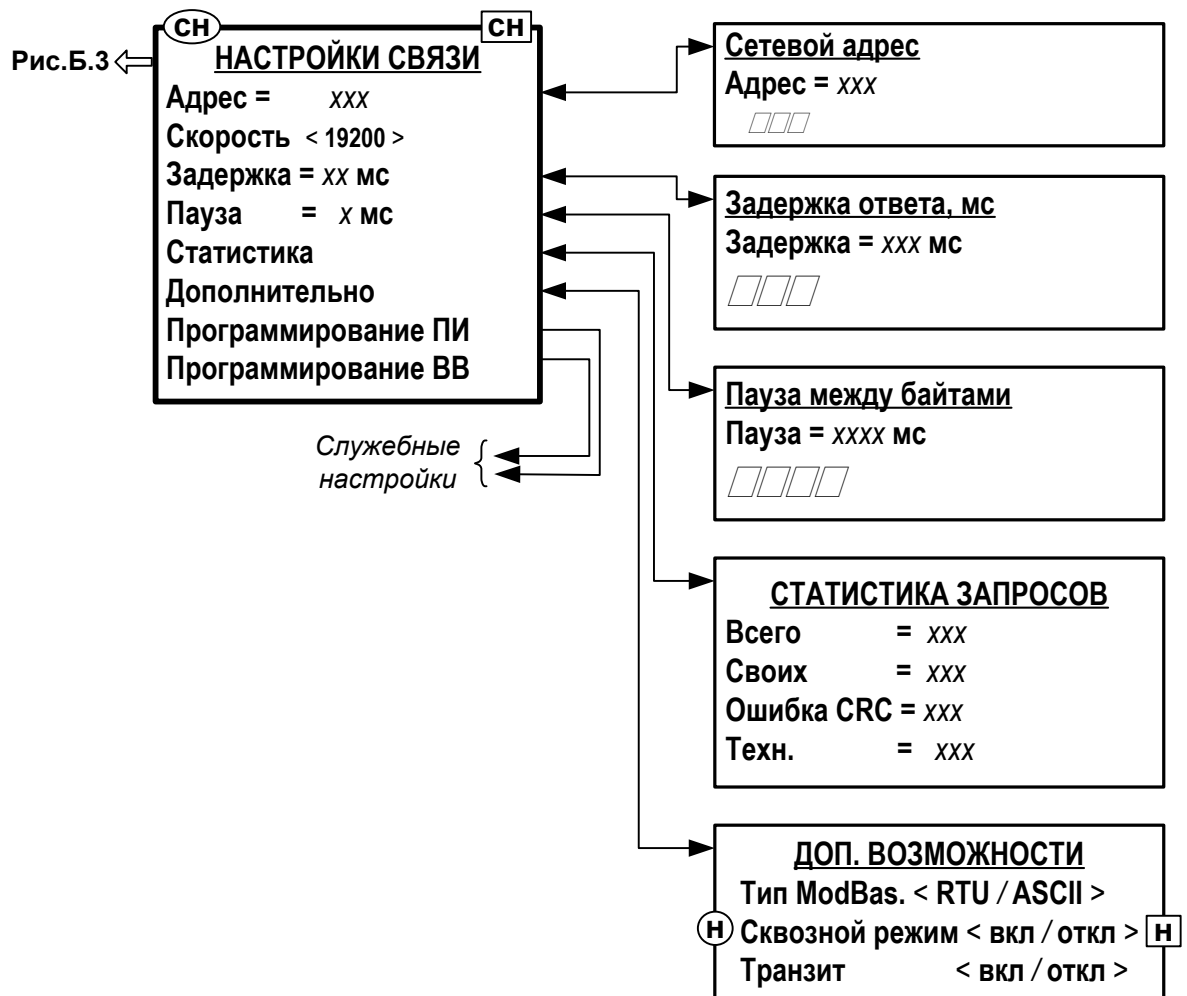 СН СН
Рис.Б.3
НАСТРОЙКИ СВЯЗИ
Адрес = xxx
Скорость < 19200 >
Задержка = xx мс
Пауза = x мс
Статистика
Дополнительно
Программирование ПИ
Программирование ВВ
Служебные
настройки
Сетевой адрес
Адрес = xxx
Задержка ответа, мс
Задержка = xxx мс
Пауза между байтами
Пауза = xxxx мс
СТАТИСТИКА ЗАПРОСОВ
Всего = xxx
Своих = xxx
Ошибка CRC = xxx
Техн. = xxx
ДОП. ВОЗМОЖНОСТИ
Тип ModBas. < RTU / ASCII >
Н Сквозной режим < вкл / откл > Н
Транзит < вкл / откл >